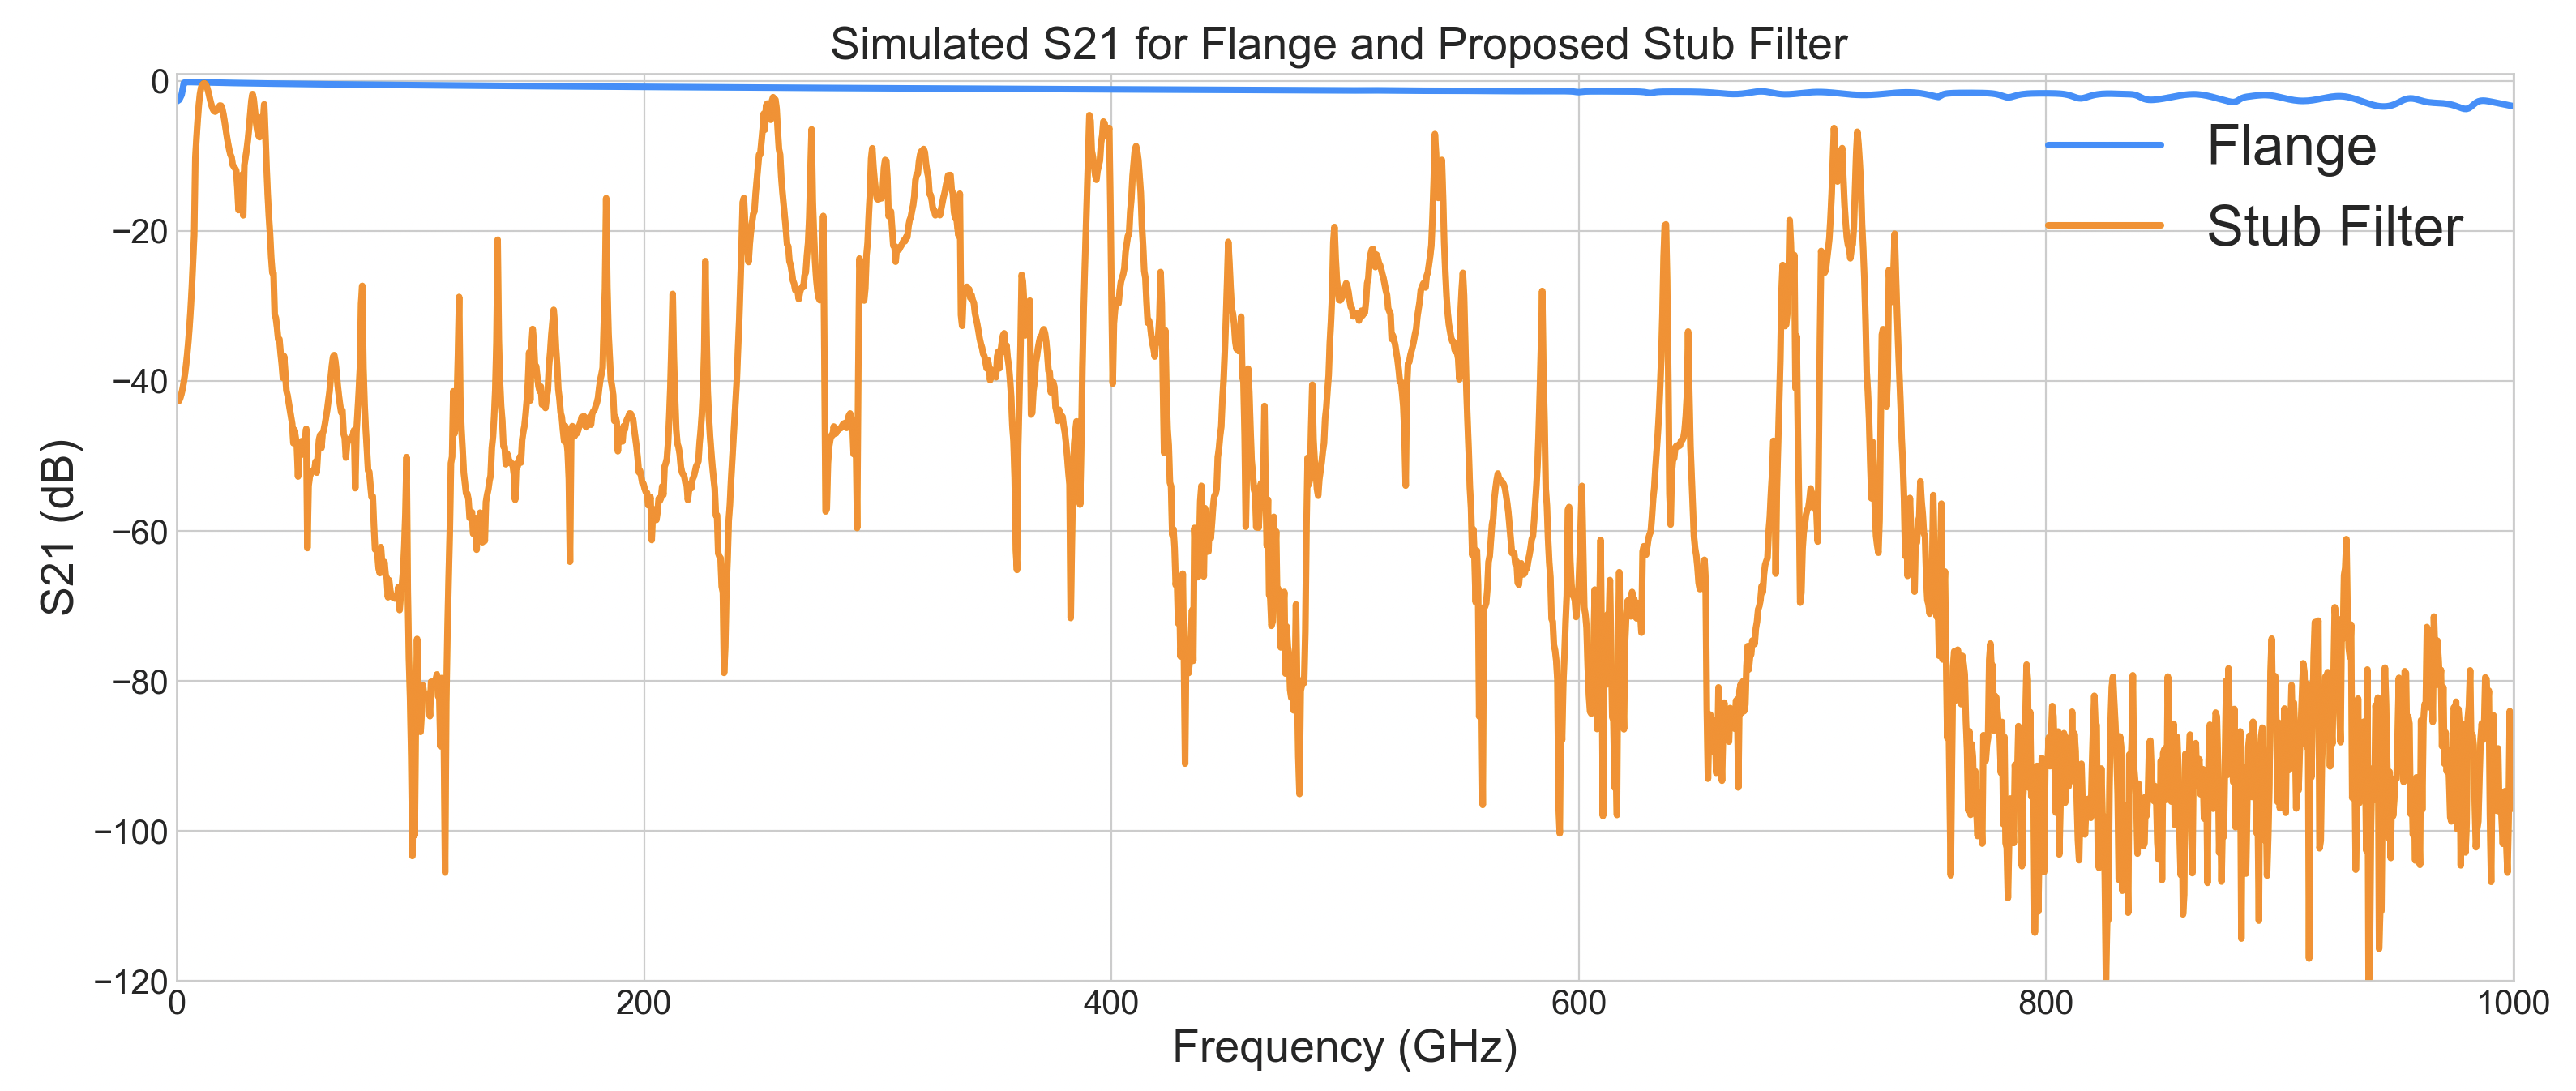 Simulated S21 for Flange and Proposed Stub Filter
S21 (dB)
0
−20
−40
−60
−80
−100
−120
Flange
Stub Filter
0 200 400 600 800 1000
Frequency (GHz)